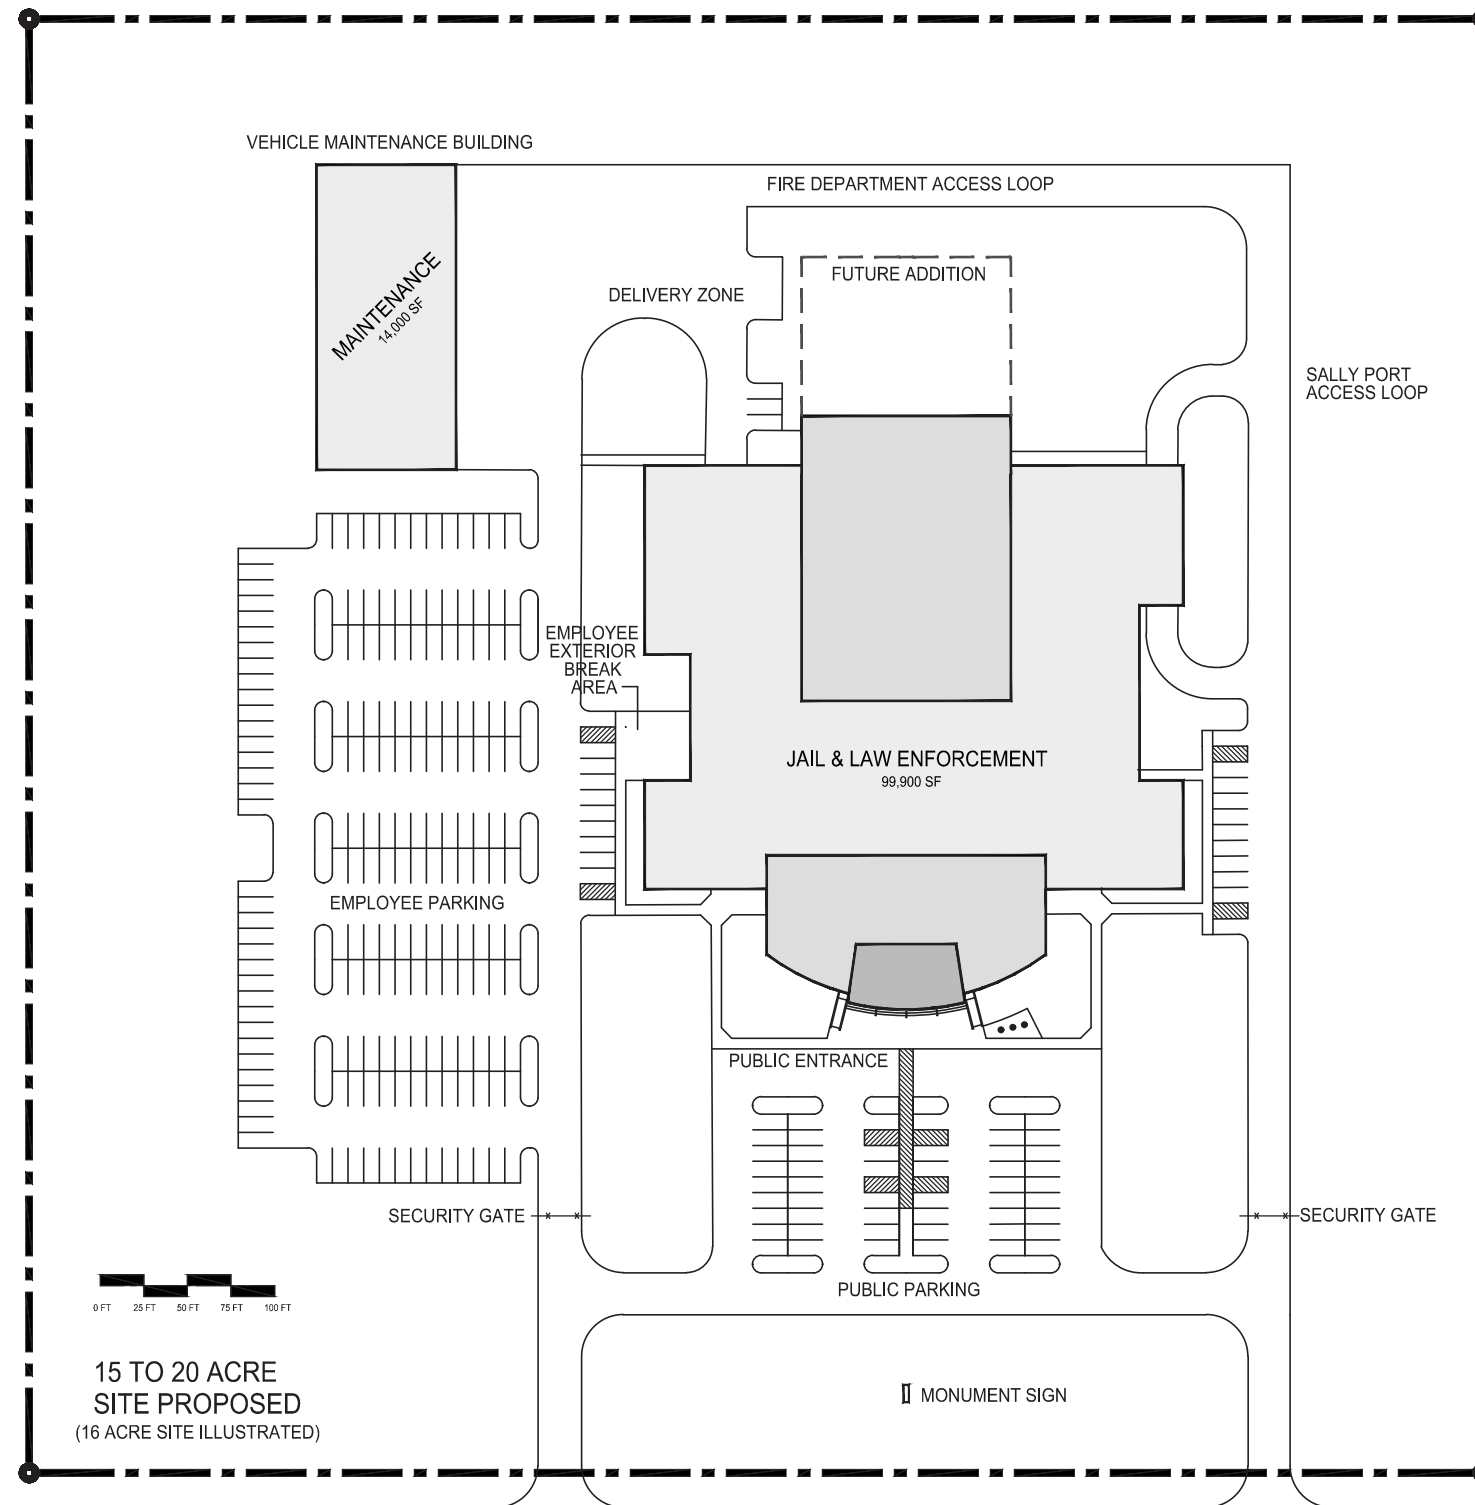 VEHICLE MAINTENANCE BUILDING
FIRE DEPARTMENT ACCESS LOOP
MAINTENANCE
14,000 SF
FUTURE ADDITION
DELIVERY ZONE
SALLY PORT
ACCESS LOOP
EMPLOYEE
EXTERIOR
BREAK
AREA
JAIL & LAW ENFORCEMENT
99,900 SF
EMPLOYEE PARKING
PUBLIC ENTRANCE
SECURITY GATE
SECURITY GATE
PUBLIC PARKING
0 FT 25 FT 50 FT 75 FT 100 FT
15 TO 20 ACRE
SITE PROPOSED
(16 ACRE SITE ILLUSTRATED)
MONUMENT SIGN